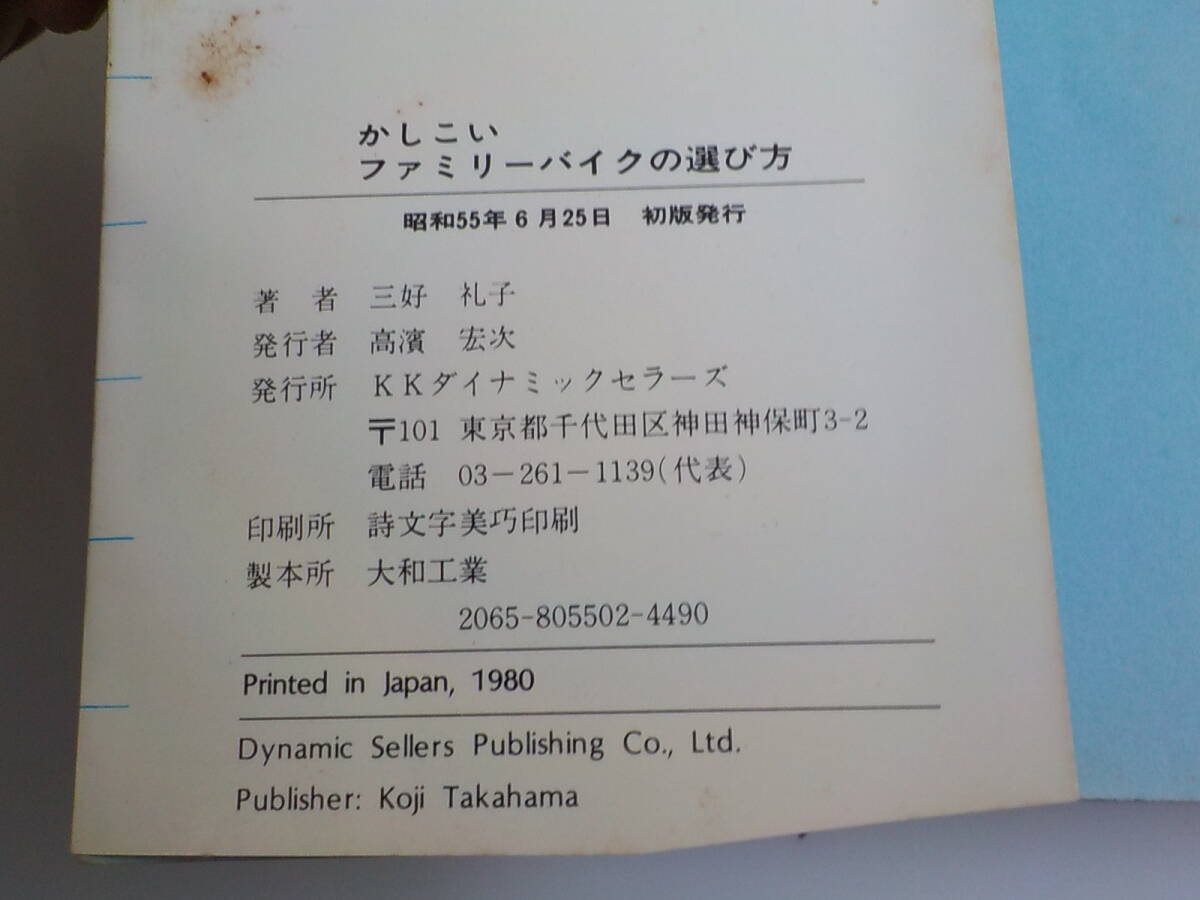 かしこい
ファミリーバイクの選び方
昭和55年6月25日 初版発行
著者 三好 礼子
発行者 高濱 宏次
発行所 KKダイナミックセラーズ
〒101 東京都千代田区神田神保町3-2
電話 03-261-1139(代表)
印刷所 詩文字美巧印刷
製本所 大和工業
2065-805502-4490
Printed in Japan, 1980
Dynamic Sellers Publishing Co., Ltd.
Publisher: Koji Takahama